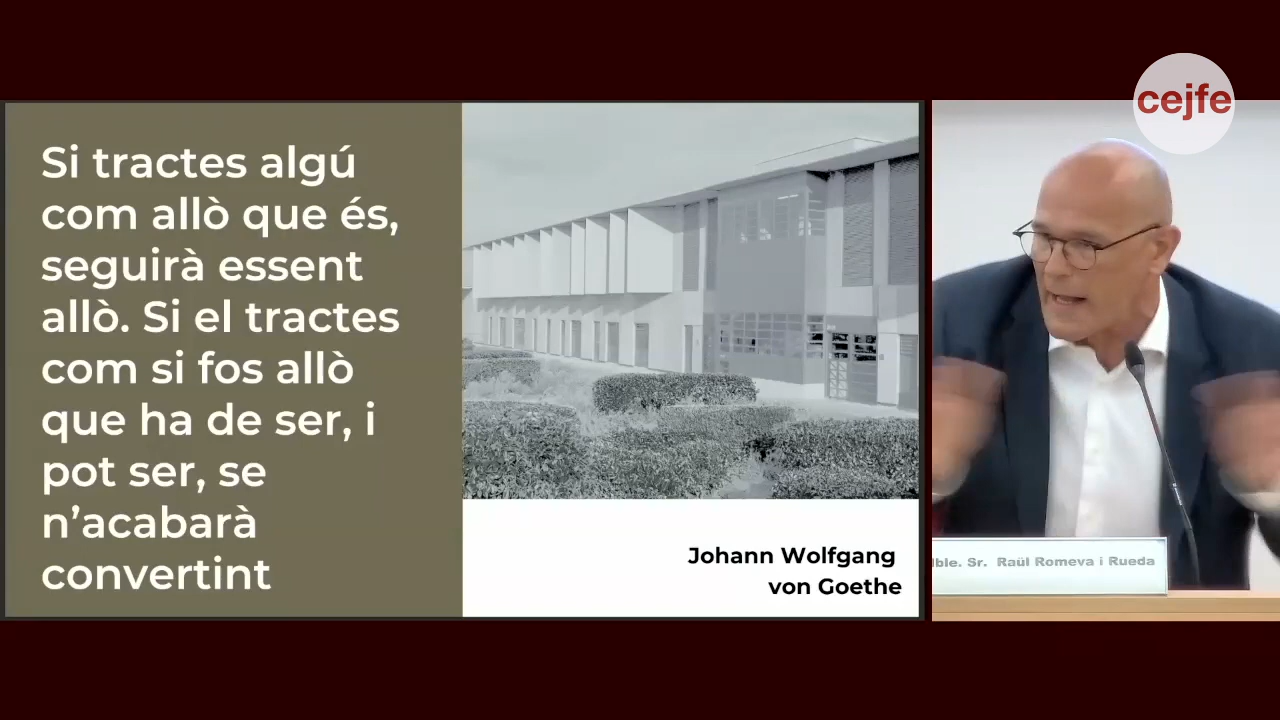 Si tractes algú
com allò que és,
seguirà essent
allò. Si el tractes
com si fos allò
que ha de ser, i
pot ser, se
n’acabarà
convertint
Johann Wolfgang
von Goethe
cejfe
Sr. Raül Romeva i Rueda